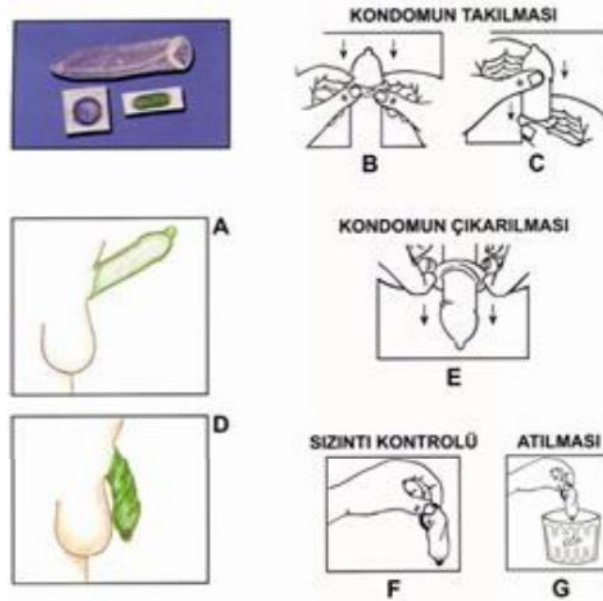 KONDOMUN TAKILMASI
B
C
A
KONDOMUN ÇIKARILMASI
E
D
SIZINTI KONTROLÜ
ATILMASI
F
G